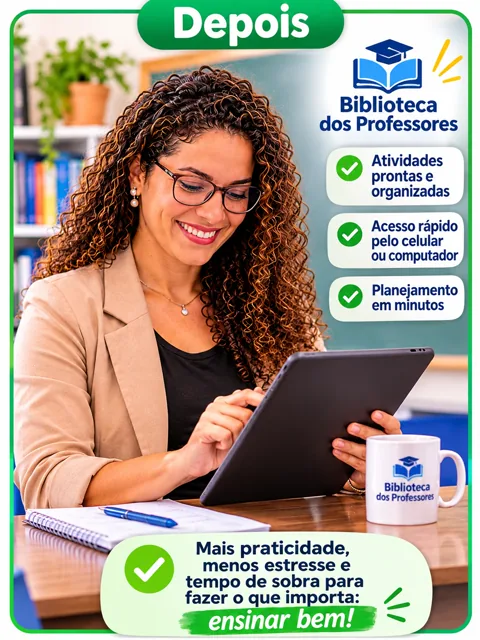 Depois
Biblioteca
dos Professores
Atividades
prontas e
organizadas
Acesso rápido
pelo celular
ou computador
Planejamento
em minutos
Biblioteca
dos Professores
Mais praticidade,
menos estresse e
tempo de sobra para
fazer o que importa:
ensinar bem!